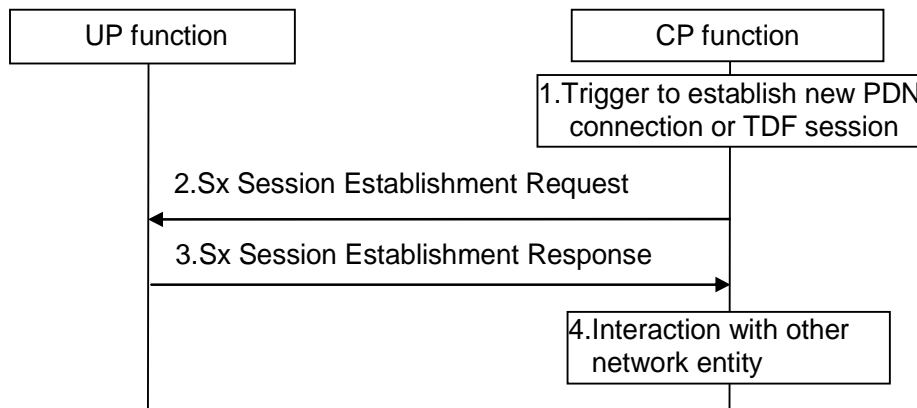 UP function
CP function
1.Trigger to establish new PDN
connection or TDF session
2.Sx Session Establishment Request
3.Sx Session Establishment Response
4.Interaction with other
network entity